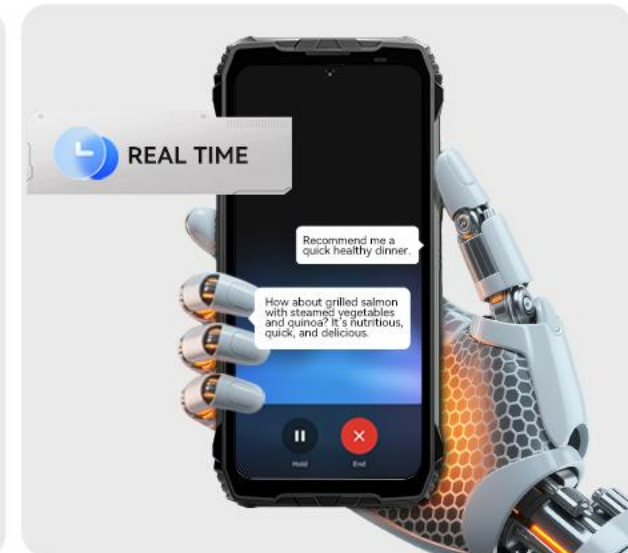 REAL TIME
Recommend me a
quick healthy dinner.
How about grilled salmon
with steamed vegetables
and quinoa? It's nutritious,
quick, and delicious.
Hold
End